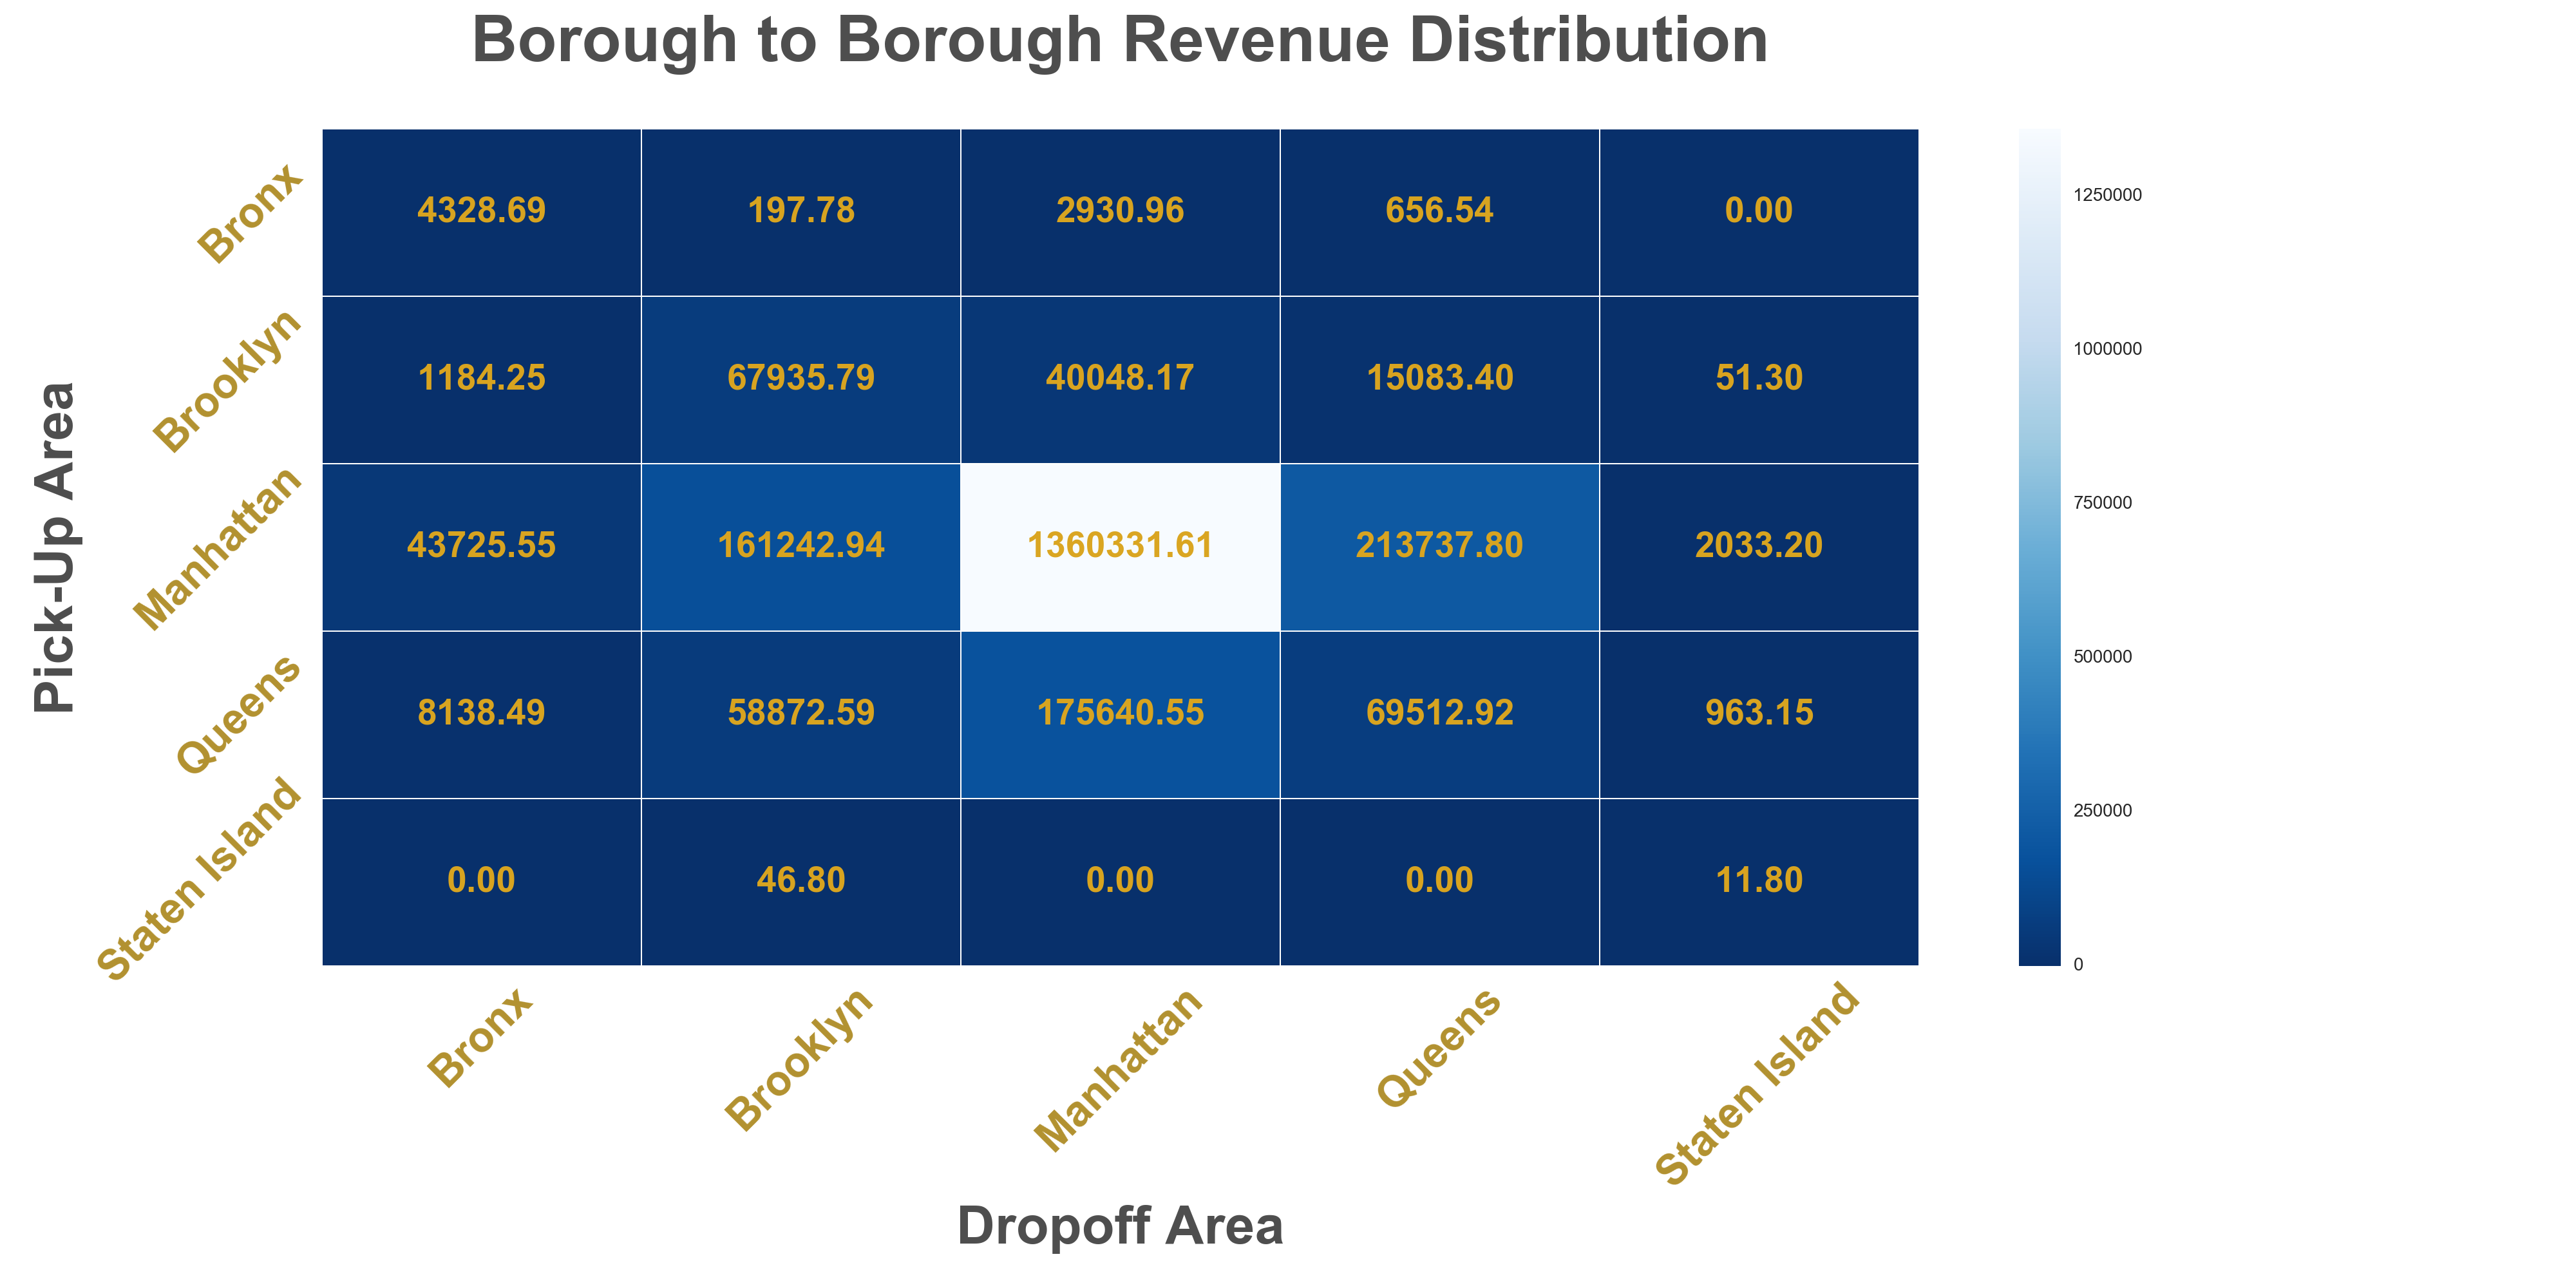 Borough to Borough Revenue Distribution
Pick-Up Area
Bronx 4328.69 197.78 2930.96 656.54 0.00
Brooklyn 1184.25 67935.79 40048.17 15083.40 51.30
Manhattan 43725.55 161242.94 1360331.61 213737.80 2033.20
Queens 8138.49 58872.59 175640.55 69512.92 963.15
Staten Island 0.00 46.80 0.00 0.00 11.80
Bronx Brooklyn Manhattan Queens Staten Island
Dropoff Area
1250000
1000000
750000
500000
250000
0